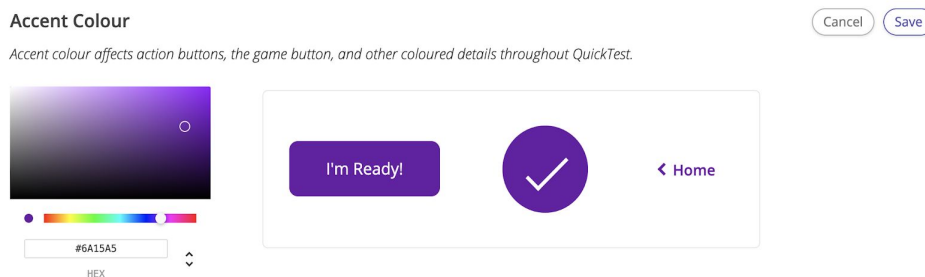 Accent Colour
Cancel
Save
Accent colour affects action buttons, the game button, and other coloured details throughout QuickTest.
I'm Ready!
Home
#6A15A5
HEX